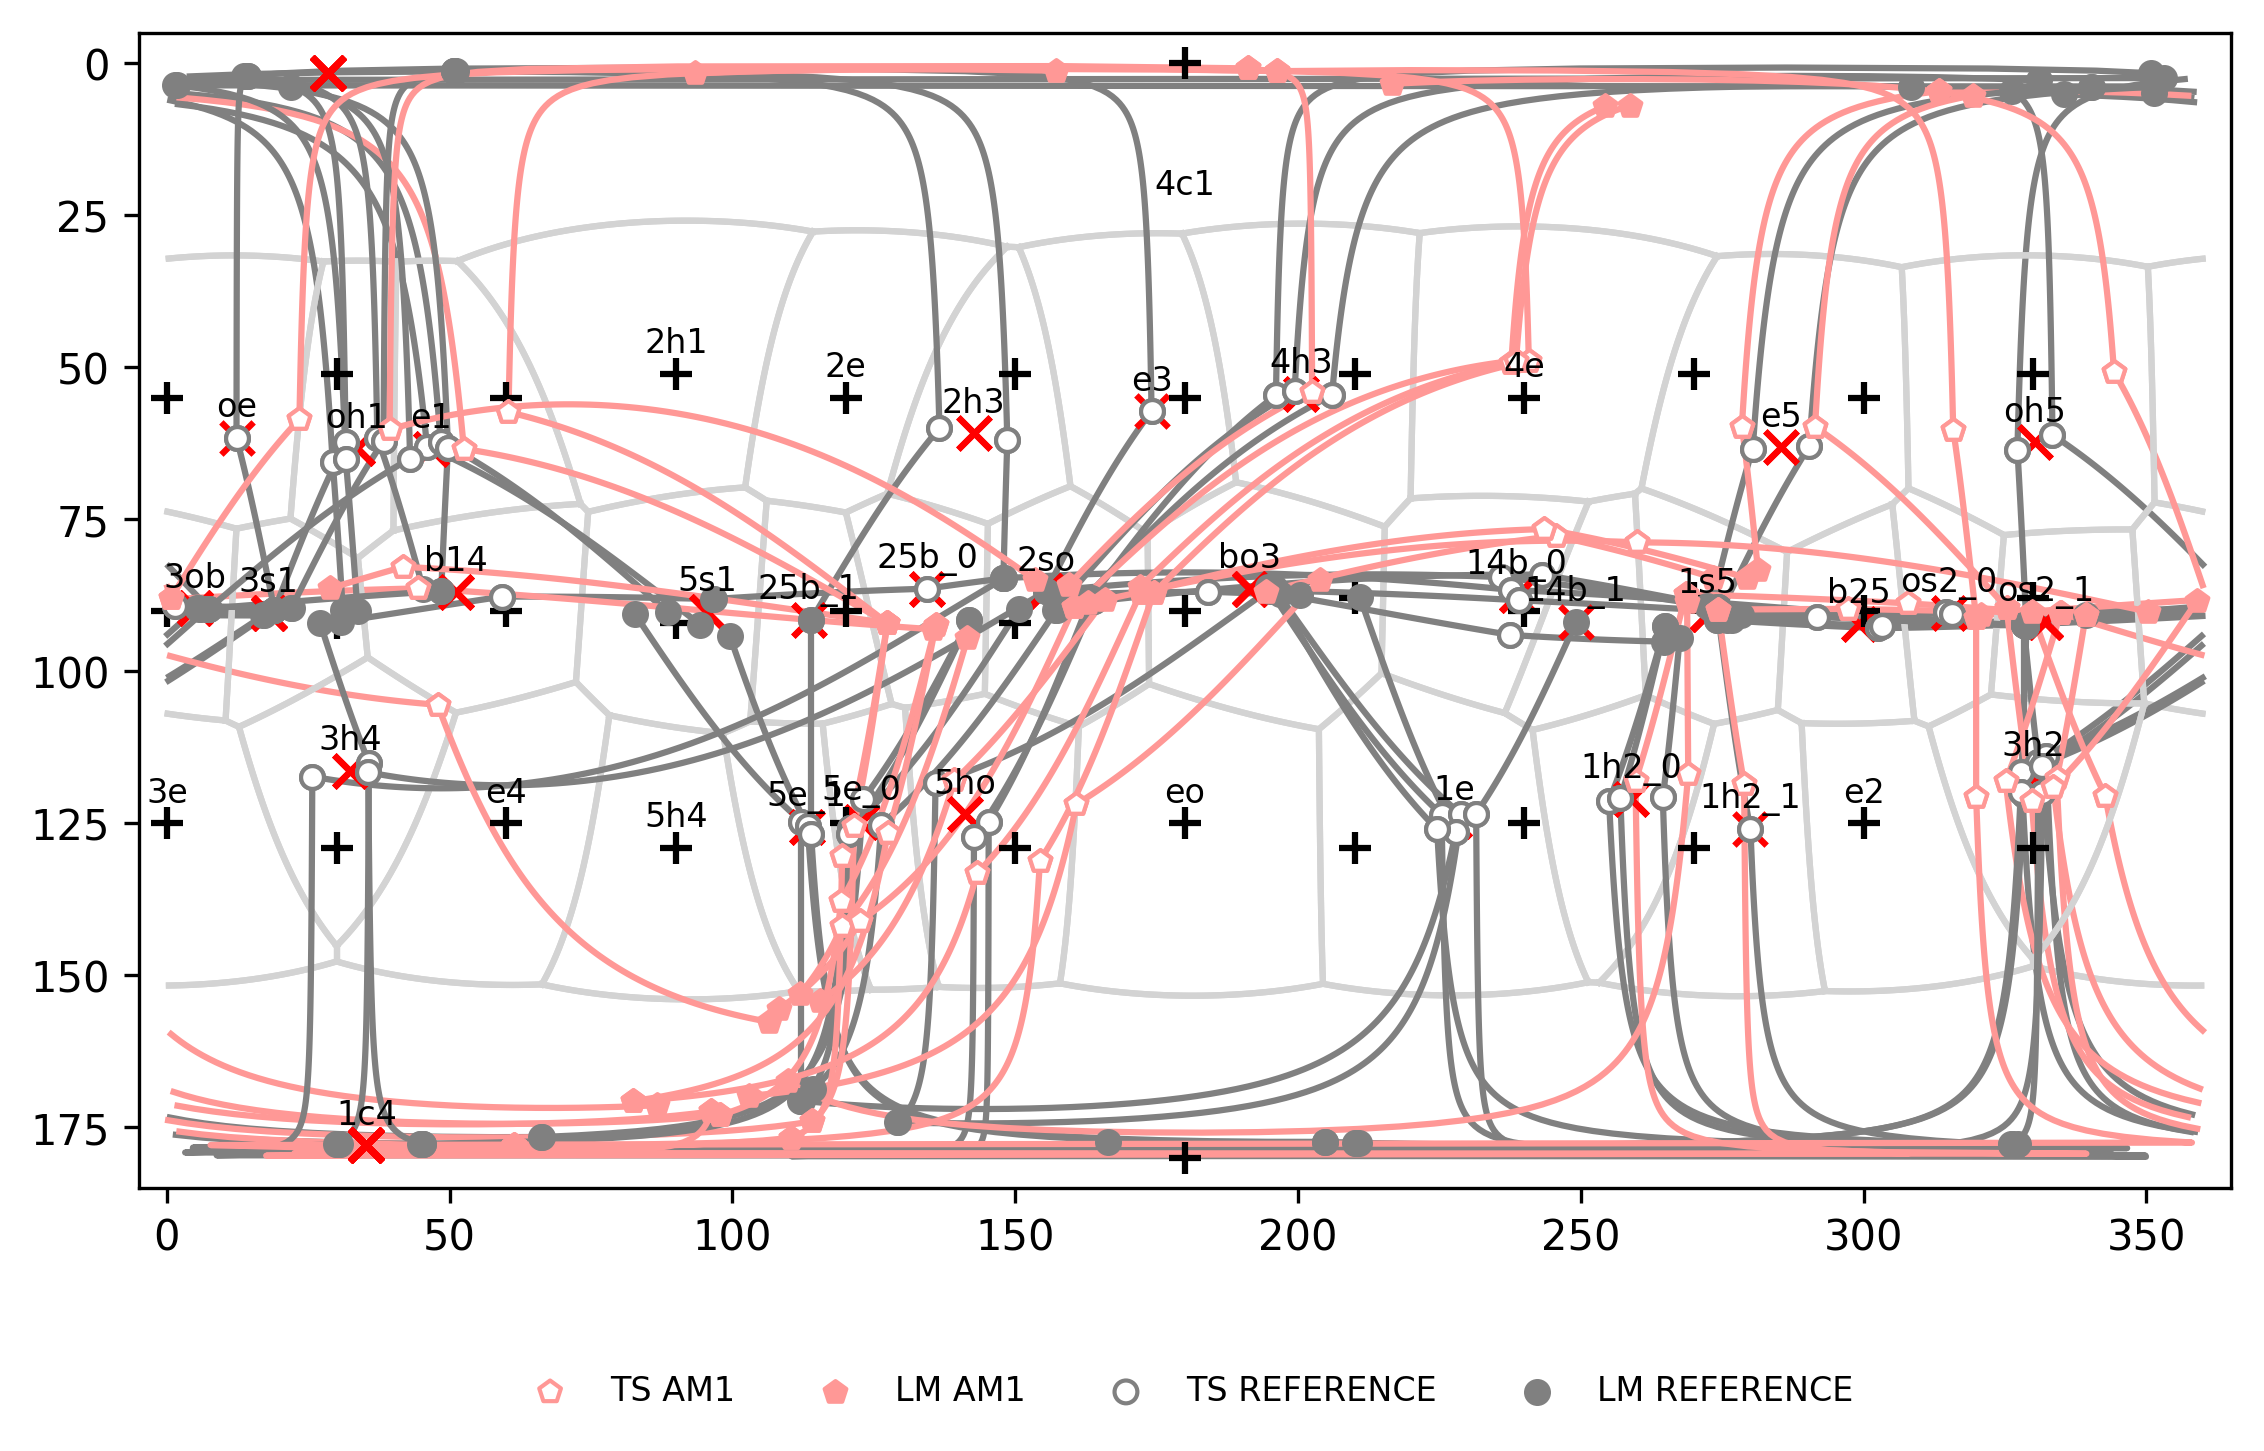 0
4c1
25
2h1
2e 4h3 4e
50
oe oh1 e1 2h3 e3 e5 oh5
75
3ob 3s1 b14 5s1 25b_1 25b_0 2so bo3 14b_0 14b_1 1s5 b25 os2_0 os2_1
100
3h4 3h2
3e e4 5h4 5e_1 5e_0 5ho eo 1e 1h2_0 1h2_1 e2
125
150
1c4
175
0 50 100 150 200 250 300 350
TS AM1 LM AM1 TS REFERENCE LM REFERENCE